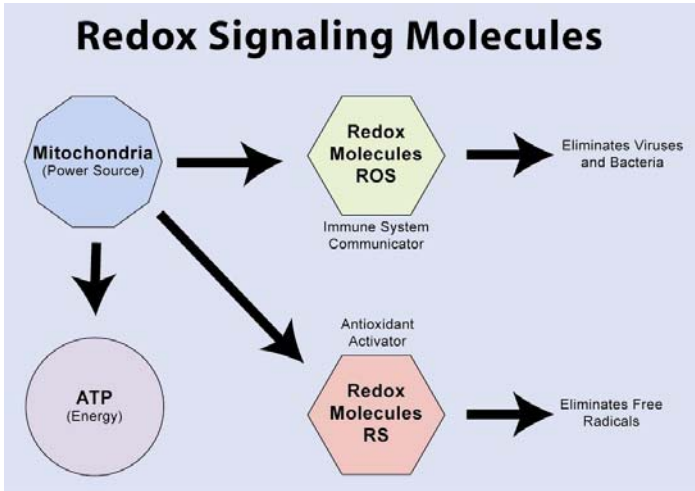 Redox Signaling Molecules
Mitochondria
(Power Source)
Redox
Molecules
ROS
Immune System
Communicator
Eliminates Viruses
and Bacteria
ATP
(Energy)
Antioxidant
Activator
Redox
Molecules
RS
Eliminates Free
Radicals